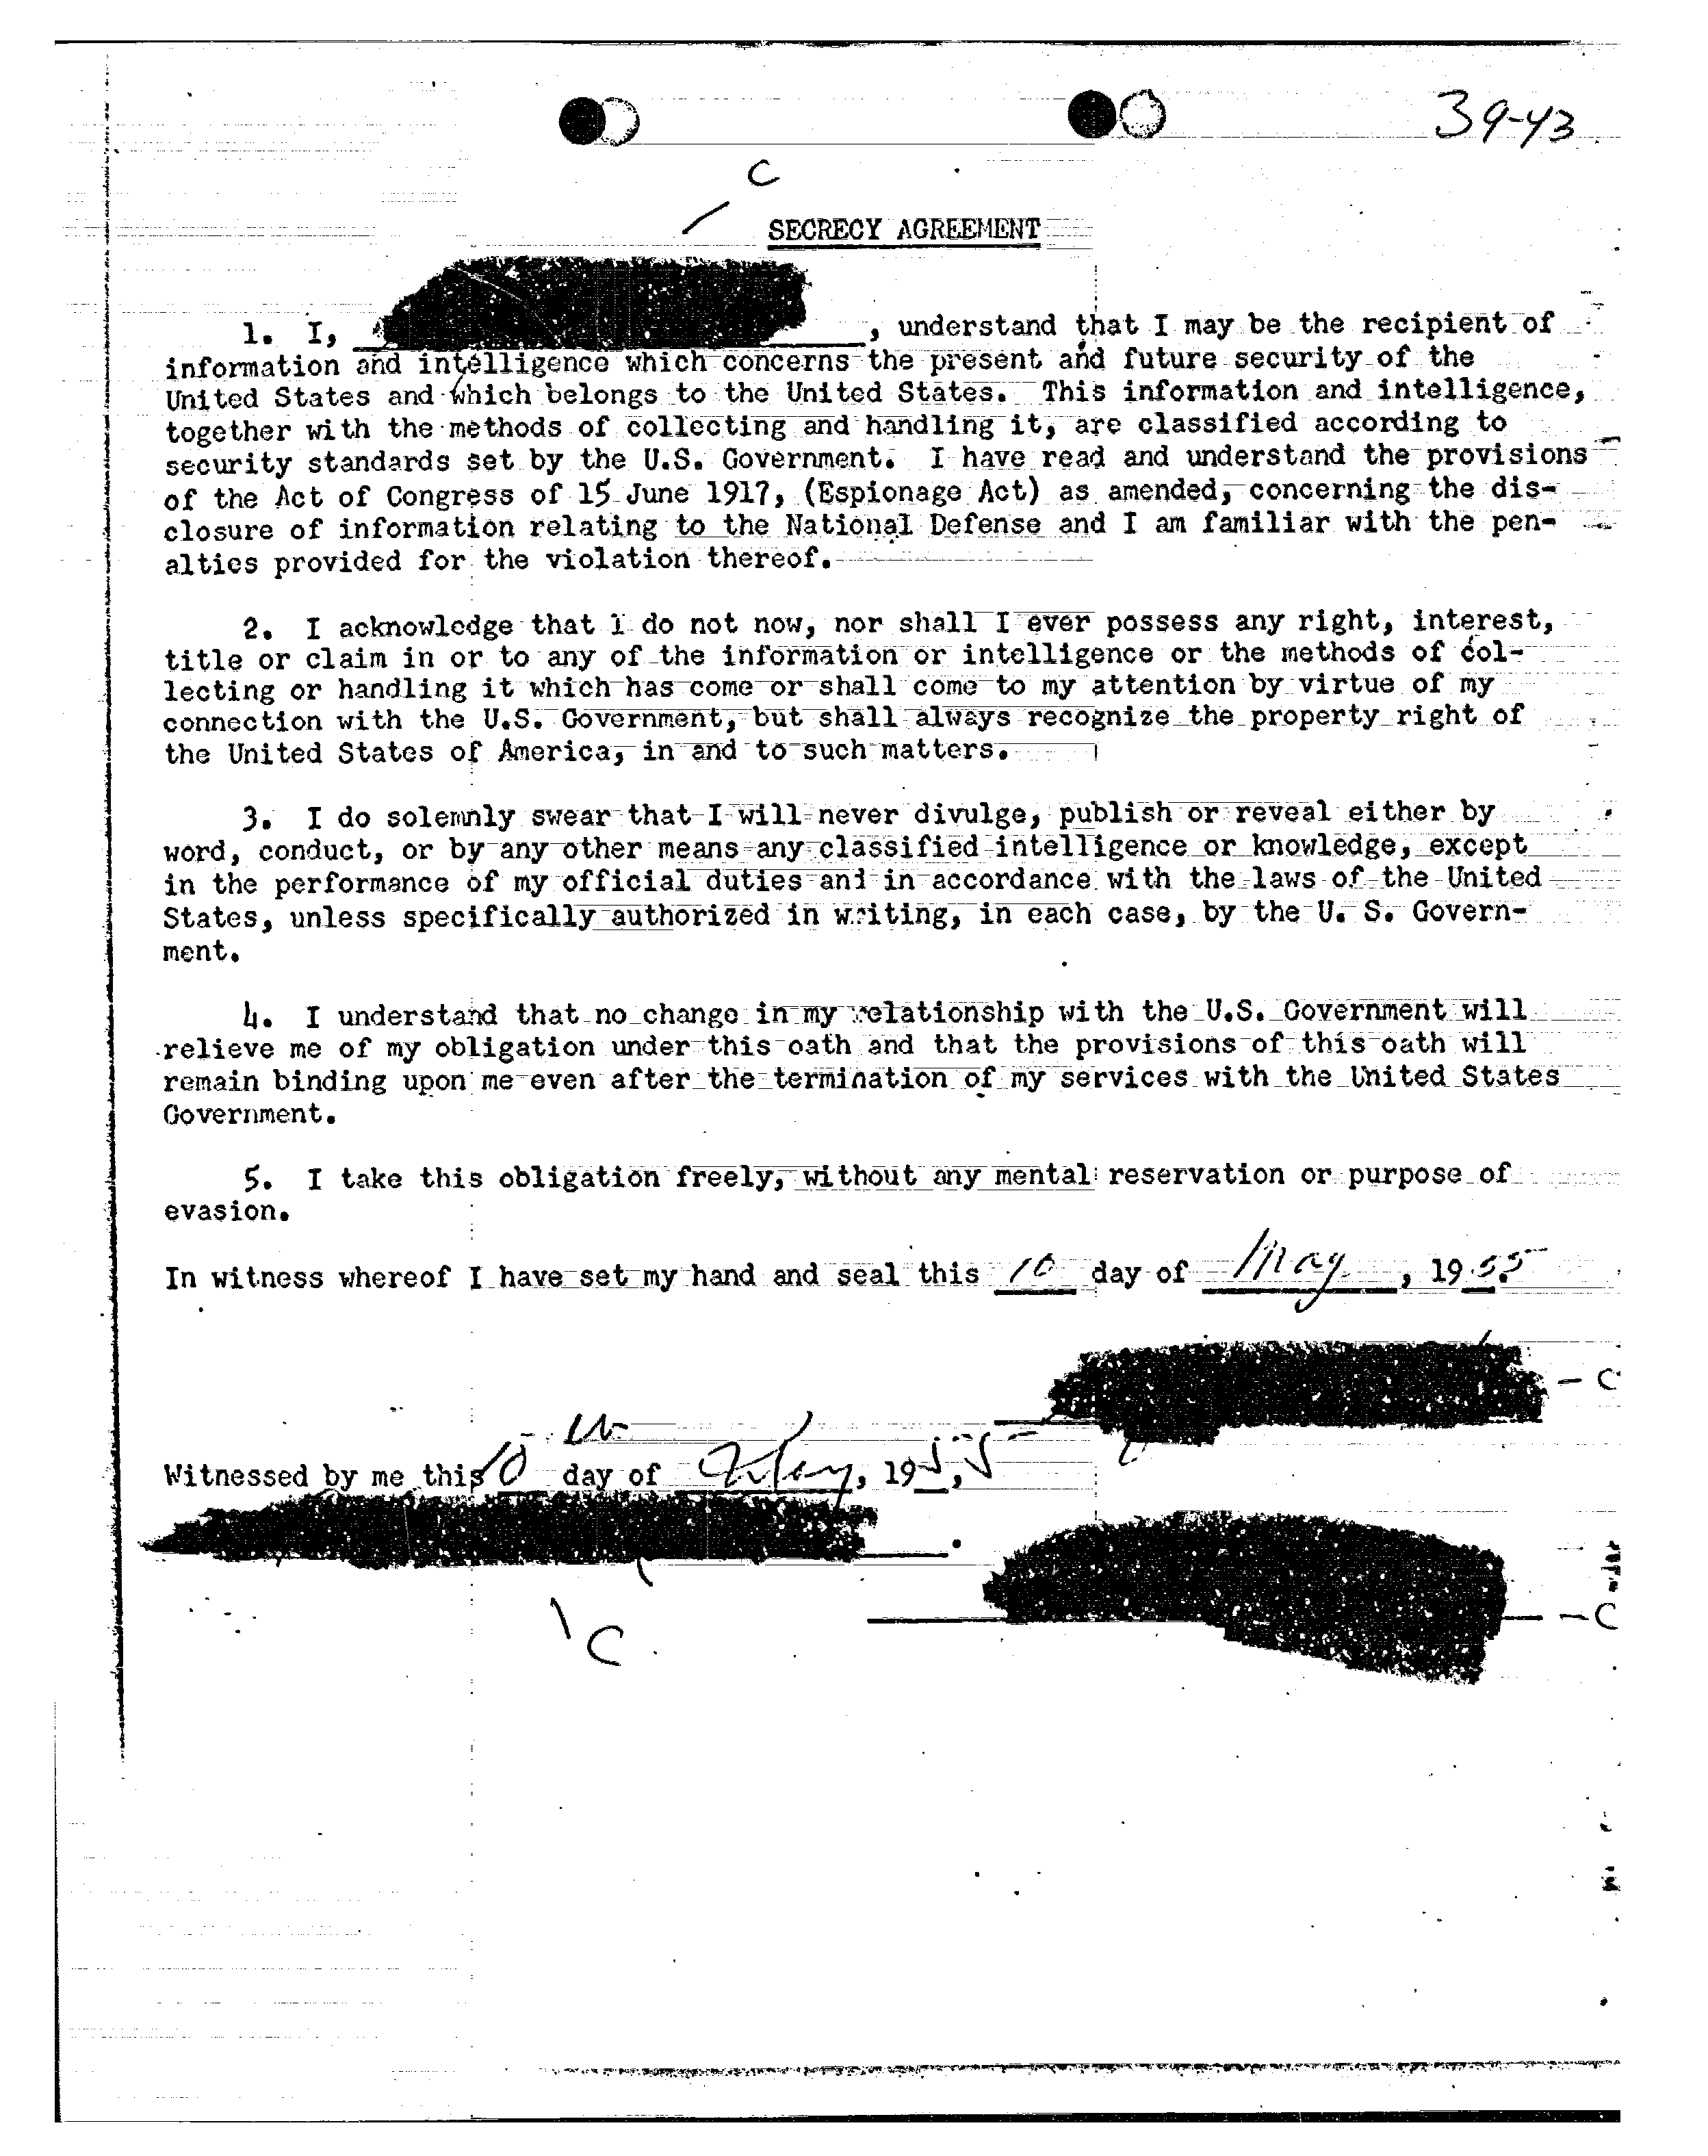 39-43
C
SECRECY AGREEMENT
1. I, , understand that I may be the recipient of
information and intelligence which concerns the present and future security of the
United States and which belongs to the United States. This information and intelligence,
together with the methods of collecting and handling it, are classified according to
security standards set by the U.S. Government. I have read and understand the provisions
of the Act of Congress of 15 June 1917, (Espionage Act) as amended, concerning the dis-
closure of information relating to the National Defense and I am familiar with the pen-
alties provided for the violation thereof.
2. I acknowledge that I do not now, nor shall I ever possess any right, interest,
title or claim in or to any of the information or intelligence or the methods of col-
lecting or handling it which has come or shall come to my attention by virtue of my
connection with the U.S. Government, but shall always recognize the property right of
the United States of America, in and to such matters.
3. I do solemnly swear that I will never divulge, publish or reveal either by
word, conduct, or by any other means any classified intelligence or knowledge, except
in the performance of my official duties and in accordance with the laws of the United
States, unless specifically authorized in writing, in each case, by the U. S. Govern-
ment.
4. I understand that no change in my relationship with the U.S. Government will
relieve me of my obligation under this oath and that the provisions of this oath will
remain binding upon me even after the termination of my services with the United States
Government.
5. I take this obligation freely, without any mental reservation or purpose of
evasion.
In witness whereof I have set my hand and seal this 10 day of May, 1955
C
Witnessed by me this 10 th day of May, 1955,
.
C
C